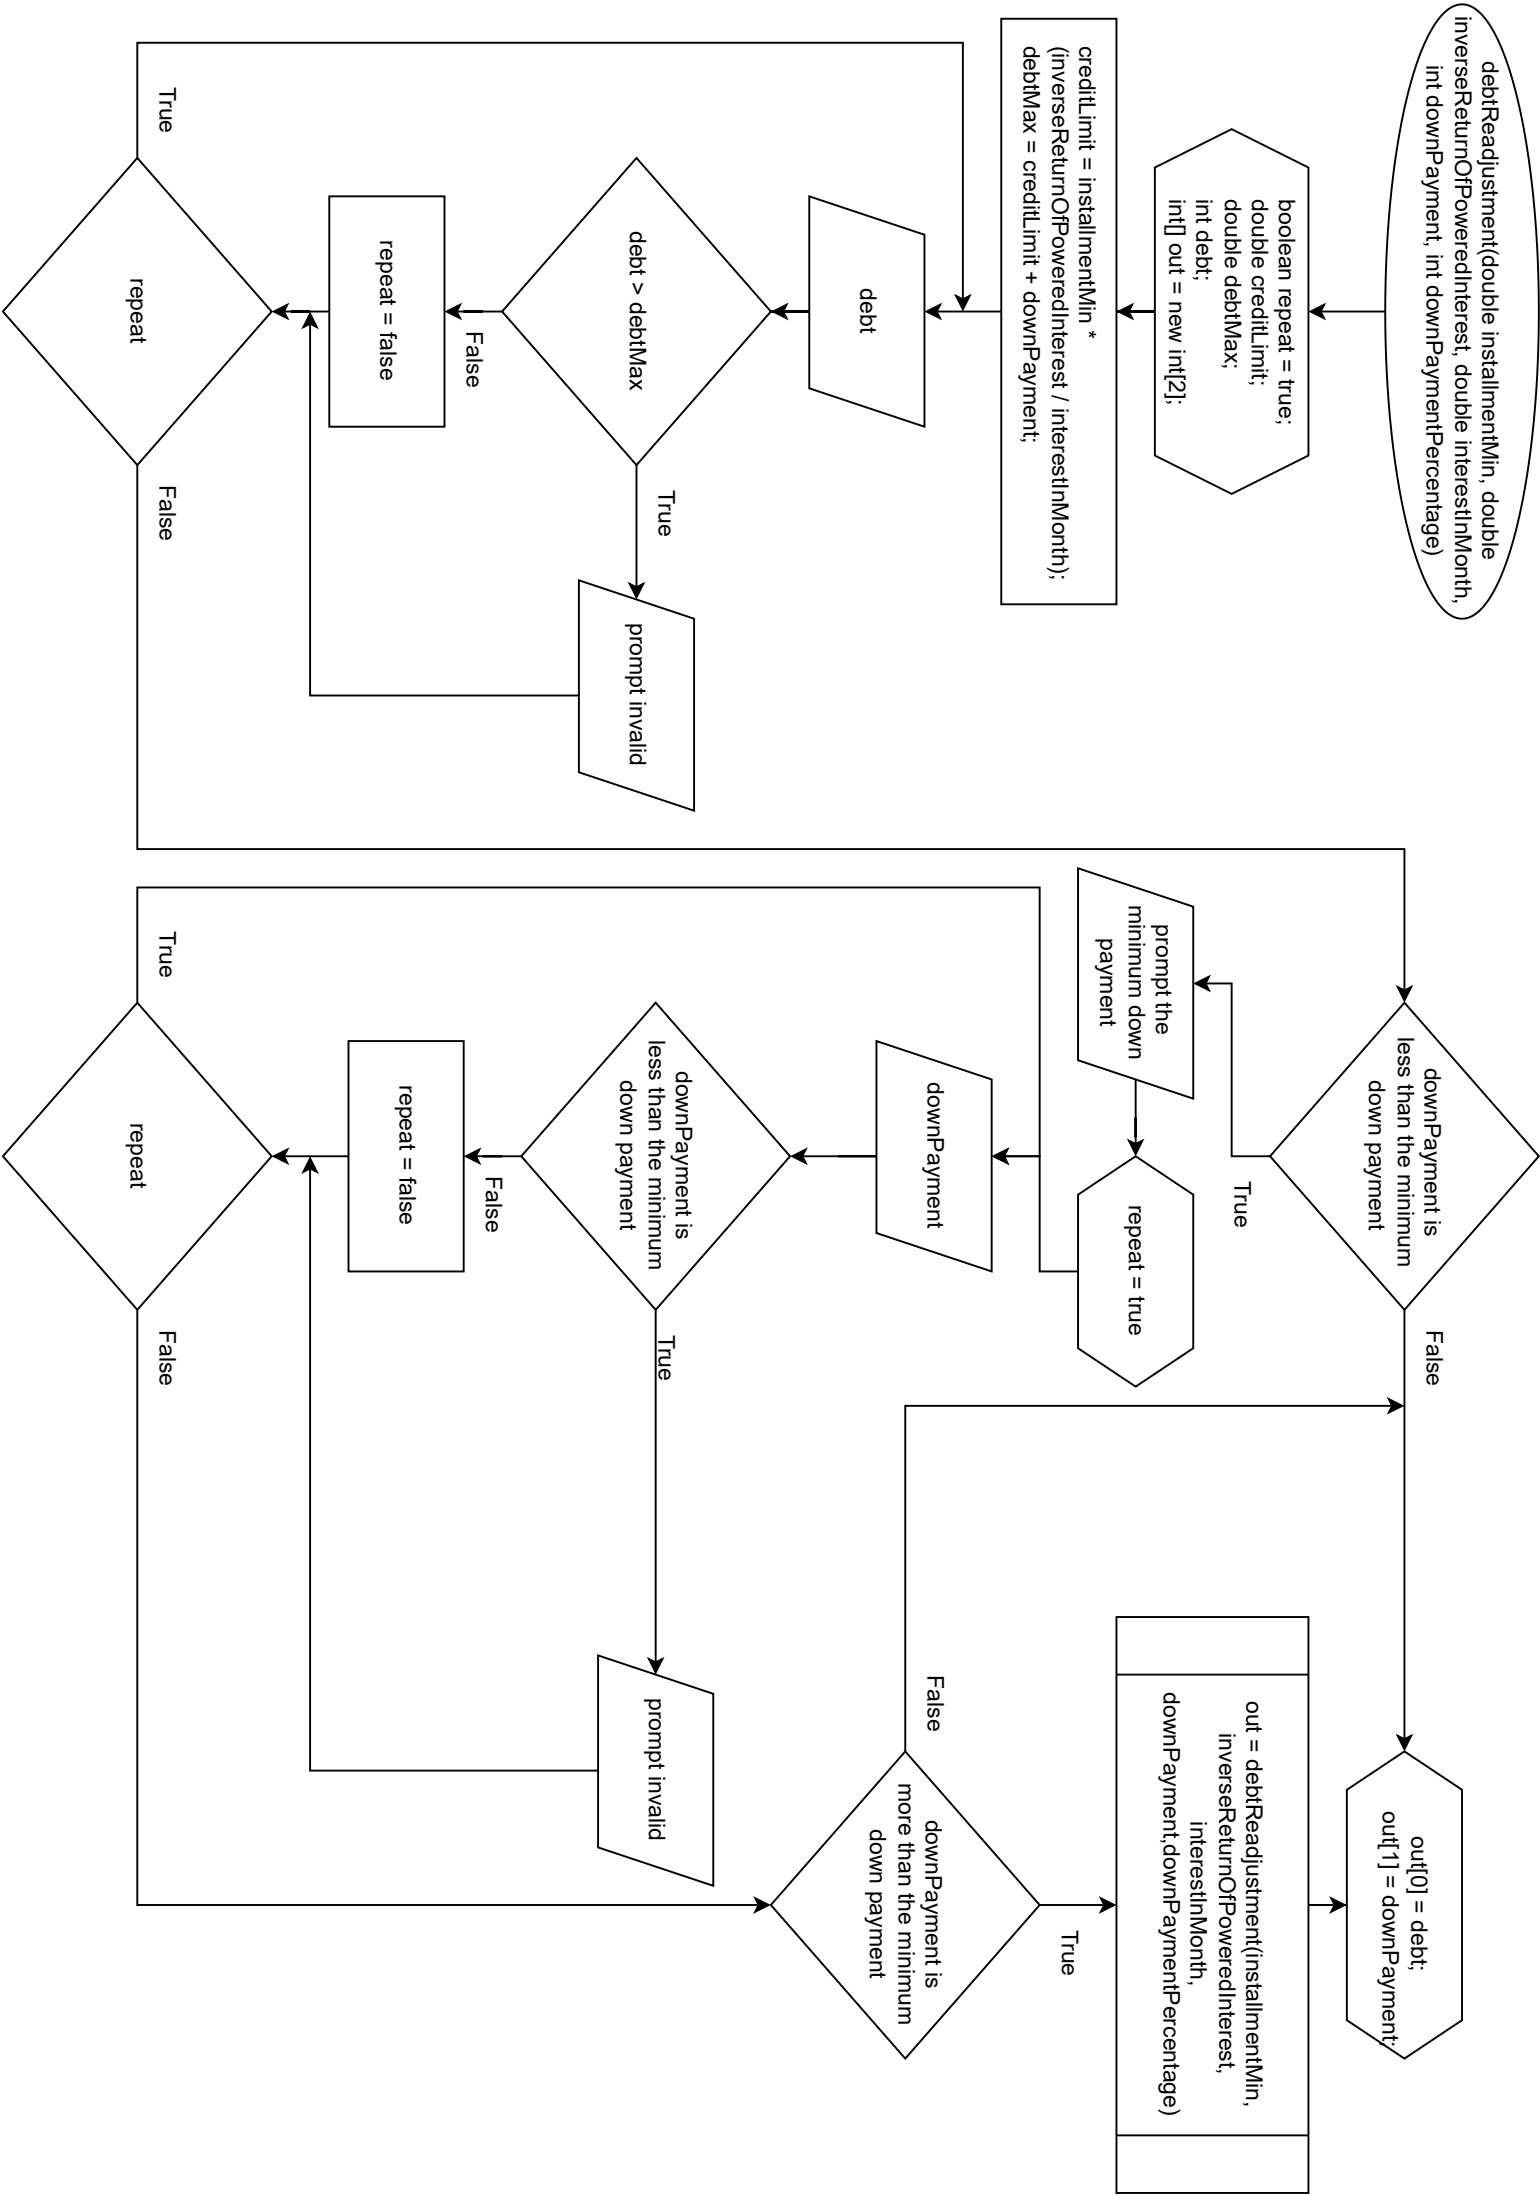 debtReadjustment(double installmentMin, double
inverseReturnOfPoweredInterest, double interestInMonth,
int downPayment, int downPaymentPercentage)
boolean repeat = true;
double creditLimit;
double debtMax;
int debt;
int[] out = new int[2];
creditLimit = installmentMin *
(inverseReturnOfPoweredInterest / interestInMonth);
debtMax = creditLimit + downPayment;
debt
debt > debtMax
True
prompt invalid
False
repeat = false
repeat
True
False
downPayment is
less than the minimum
down payment
True
False
prompt the
minimum down
payment
repeat = true
downPayment
downPayment is
less than the minimum
down payment
True
prompt invalid
False
repeat = false
repeat
True
False
downPayment is
more than the minimum
down payment
False
True
out = debtReadjustment(installmentMin,
inverseReturnOfPoweredInterest,
interestInMonth,
downPayment,downPaymentPercentage)
out[0] = debt;
out[1] = downPayment;